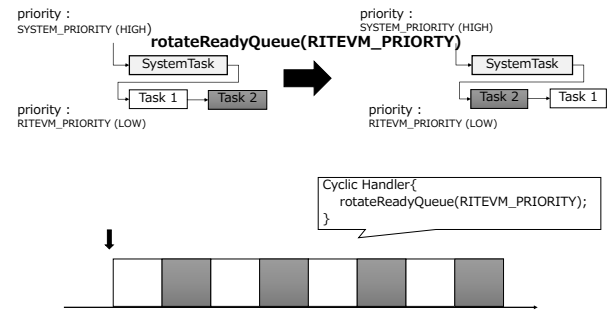 priority :
SYSTEM_PRIORITY (HIGH)
rotateReadyQueue(RITEVM_PRIORTY)
SystemTask
Task 1
Task 2
priority :
RITEVM_PRIORITY (LOW)
priority :
SYSTEM_PRIORITY (HIGH)
SystemTask
Task 2
Task 1
priority :
RITEVM_PRIORITY (LOW)
Cyclic Handler{
rotateReadyQueue(RITEVM_PRIORITY);
}